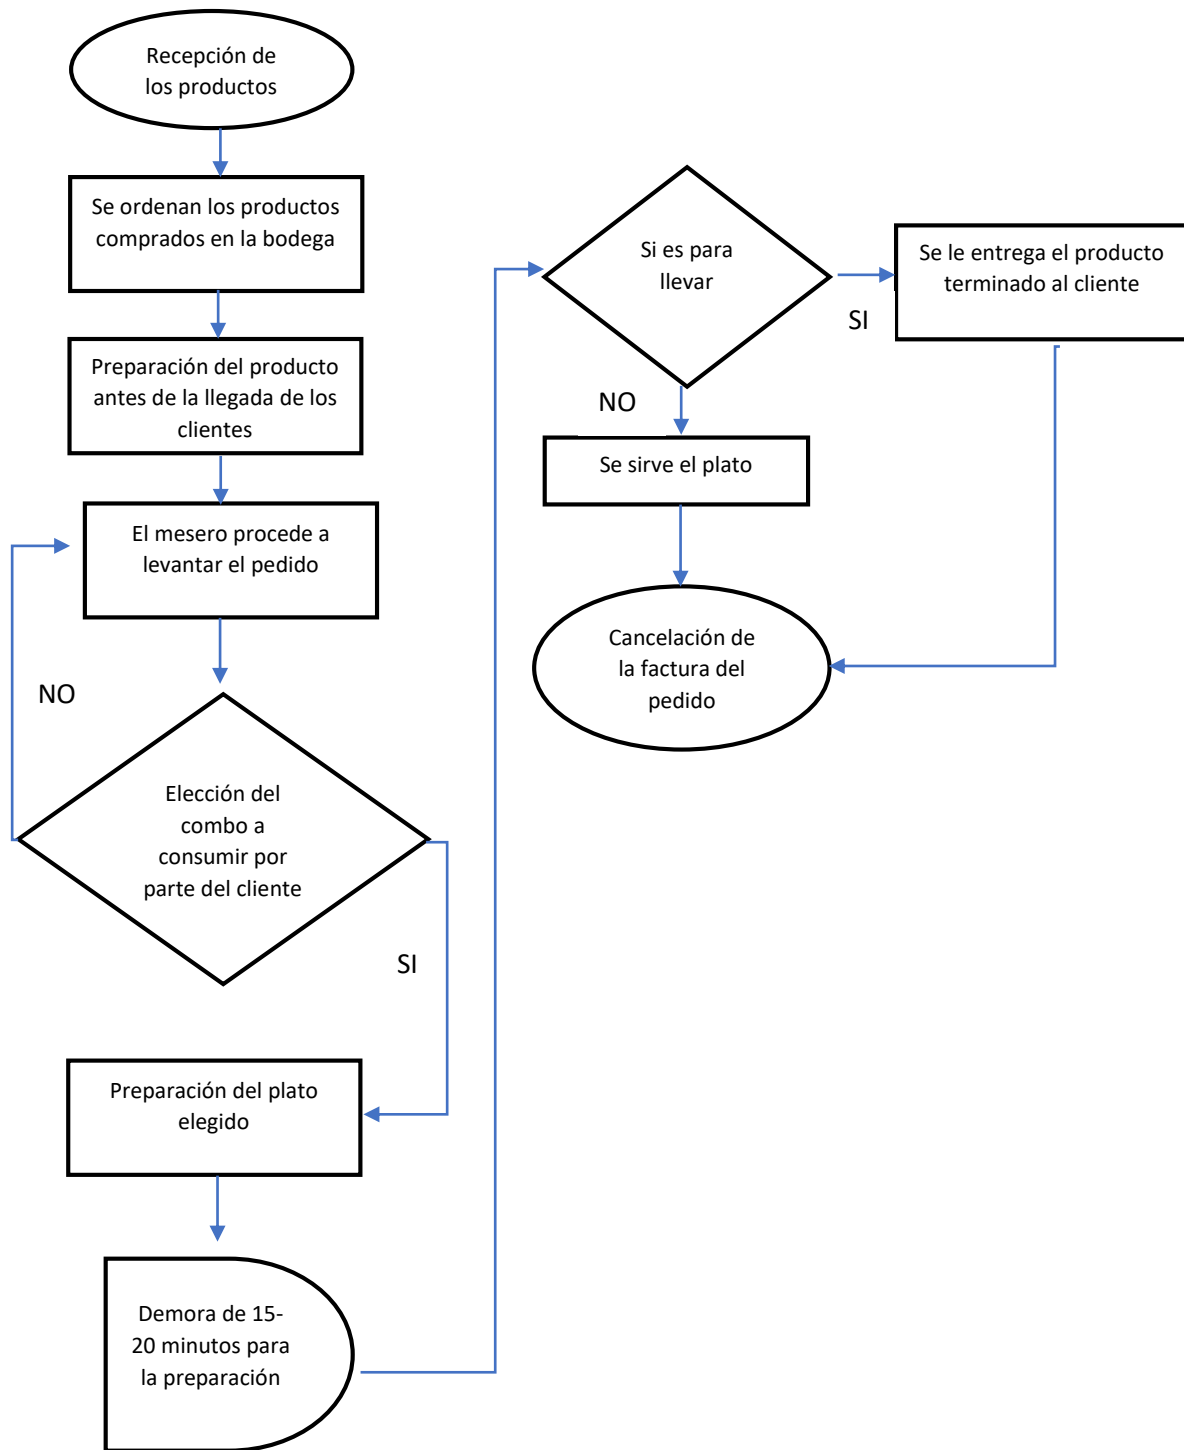 Recepción de
los productos
Se ordenan los productos
comprados en la bodega
Preparación del producto
antes de la llegada de los
clientes
El mesero procede a
levantar el pedido
NO
Elección del
combo a
consumir por
parte del cliente
SI
Preparación del plato
elegido
Demora de 15-
20 minutos para
la preparación
Si es para
llevar
SI
Se le entrega el producto
terminado al cliente
NO
Se sirve el plato
Cancelación de
la factura del
pedido